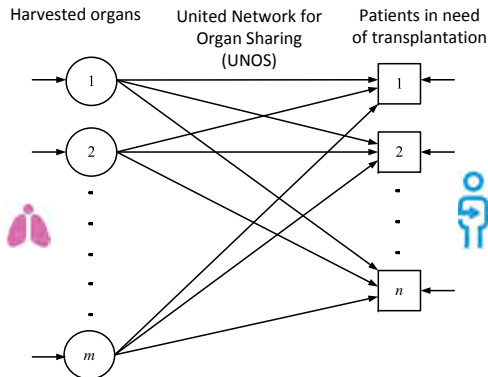 Harvested organs
United Network for
Organ Sharing
(UNOS)
Patients in need
of transplantation
1
1
2
2
n
m